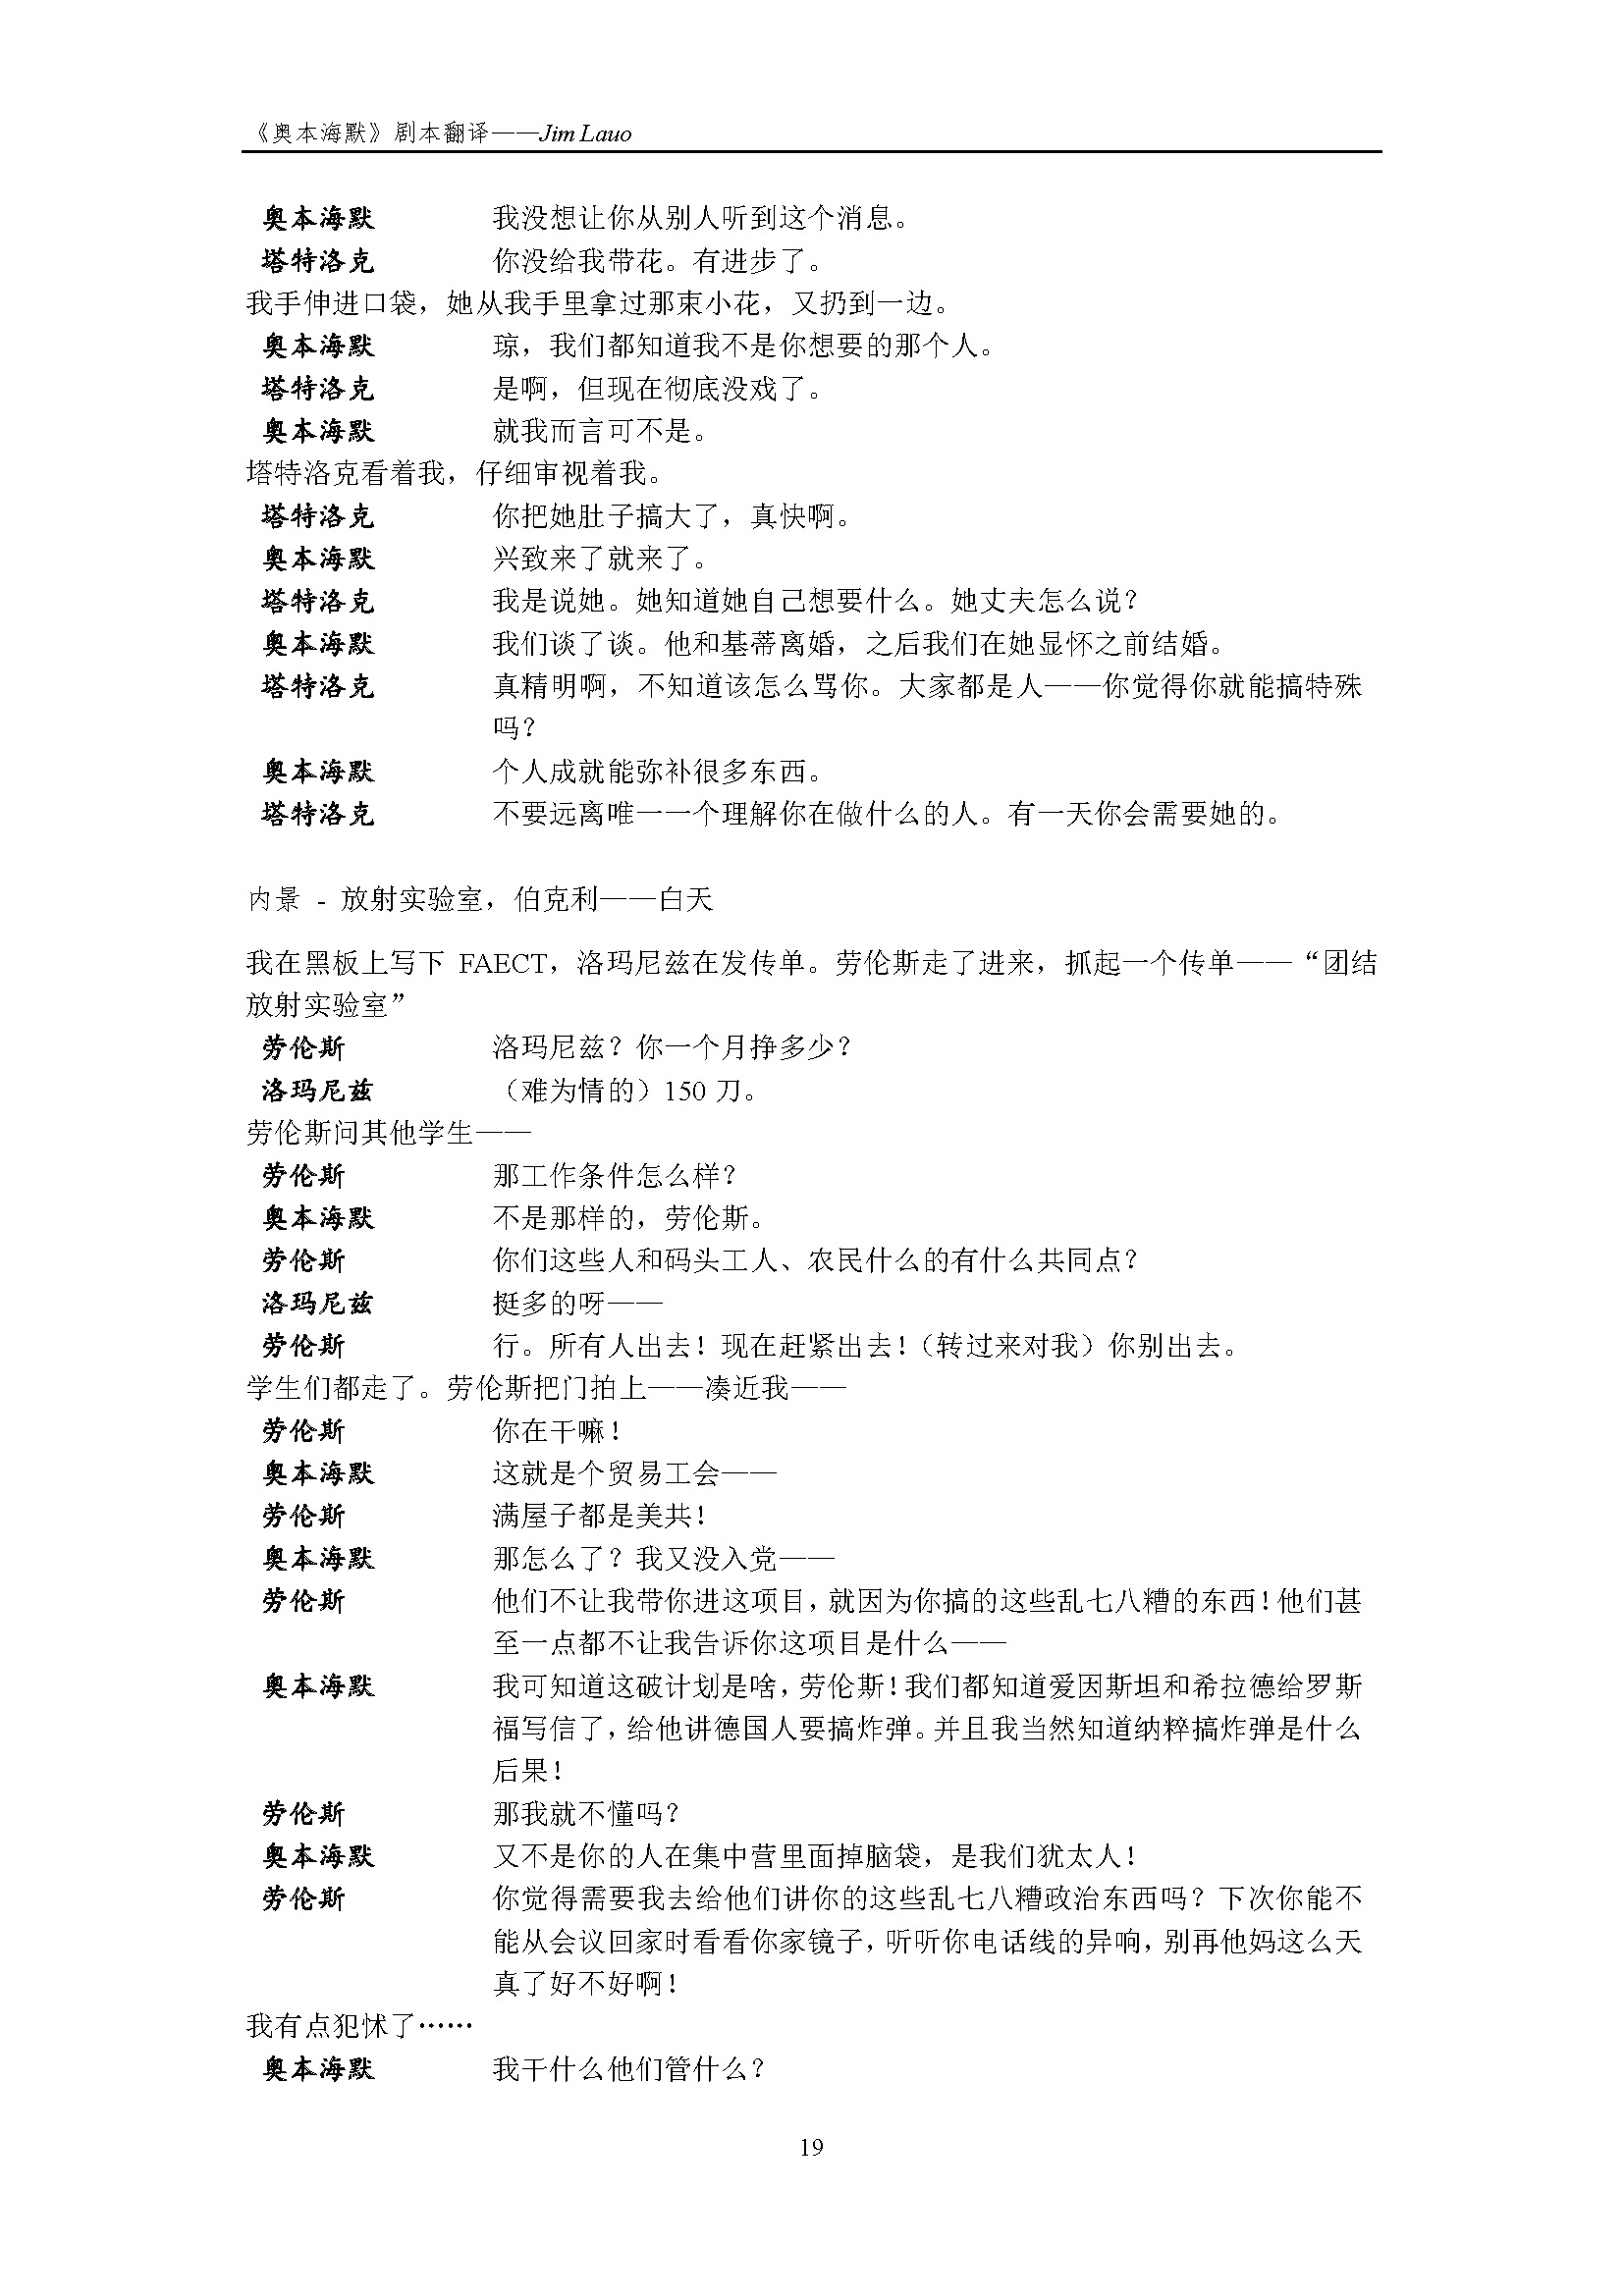 《奥本海默》剧本翻译——Jim Lauo
奥本海默 我没想让你从别人听到这个消息。
塔特洛克 你没给我带花。有进步了。
我手伸进口袋，她从我手里拿过那束小花，又扔到一边。
奥本海默 琼，我们都知道我不是你想要的那个人。
塔特洛克 是啊，但现在彻底没戏了。
奥本海默 就我而言可不是。
塔特洛克看着我，仔细审视着我。
塔特洛克 你把她肚子搞大了，真快啊。
奥本海默 兴致来了就来了。
塔特洛克 我是说她。她知道她自己想要什么。她丈夫怎么说？
奥本海默 我们谈了谈。他和基蒂离婚，之后我们在她显怀之前结婚。
塔特洛克 真精明啊，不知道该怎么骂你。大家都是人——你觉得你就能搞特殊
吗？
奥本海默 个人成就能弥补很多东西。
塔特洛克 不要远离唯一一个理解你在做什么的人。有一天你会需要她的。
内景 - 放射实验室，伯克利——白天
我在黑板上写下 FAECT，洛玛尼兹在发传单。劳伦斯走了进来，抓起一个传单——“团结
放射实验室”
劳伦斯 洛玛尼兹？你一个月挣多少？
洛玛尼兹 （难为情的）150 刀。
劳伦斯问其他学生——
劳伦斯 那工作条件怎么样？
奥本海默 不是那样的，劳伦斯。
劳伦斯 你们这些人和码头工人、农民什么的有什么共同点？
洛玛尼兹 挺多的呀——
劳伦斯 行。所有人出去！现在赶紧出去！（转过来对我）你别出去。
学生们都走了。劳伦斯把门拍上——凑近我——
劳伦斯 你在干嘛！
奥本海默 这就是个贸易工会——
劳伦斯 满屋子都是美共！
奥本海默 那怎么了？我又没入党——
劳伦斯 他们不让我带你进这项目，就因为你搞的这些乱七八糟的东西！他们甚
至一点都不让我告诉你这项目是什么——
奥本海默 我可知道这破计划是啥，劳伦斯！我们都知道爱因斯坦和希拉德给罗斯
福写信了，给他讲德国人要搞炸弹。并且我当然知道纳粹搞炸弹是什么
后果！
劳伦斯 那我就不懂吗？
奥本海默 又不是你的人在集中营里面掉脑袋，是我们犹太人！
劳伦斯 你觉得需要我去给他们讲你的这些乱七八糟政治东西吗？下次你能不
能从会议回家时看看你家镜子，听听你电话线的异响，别再他妈这么天
真了好不好啊！
我有点犯怵了……
奥本海默 我干什么他们管什么？
19